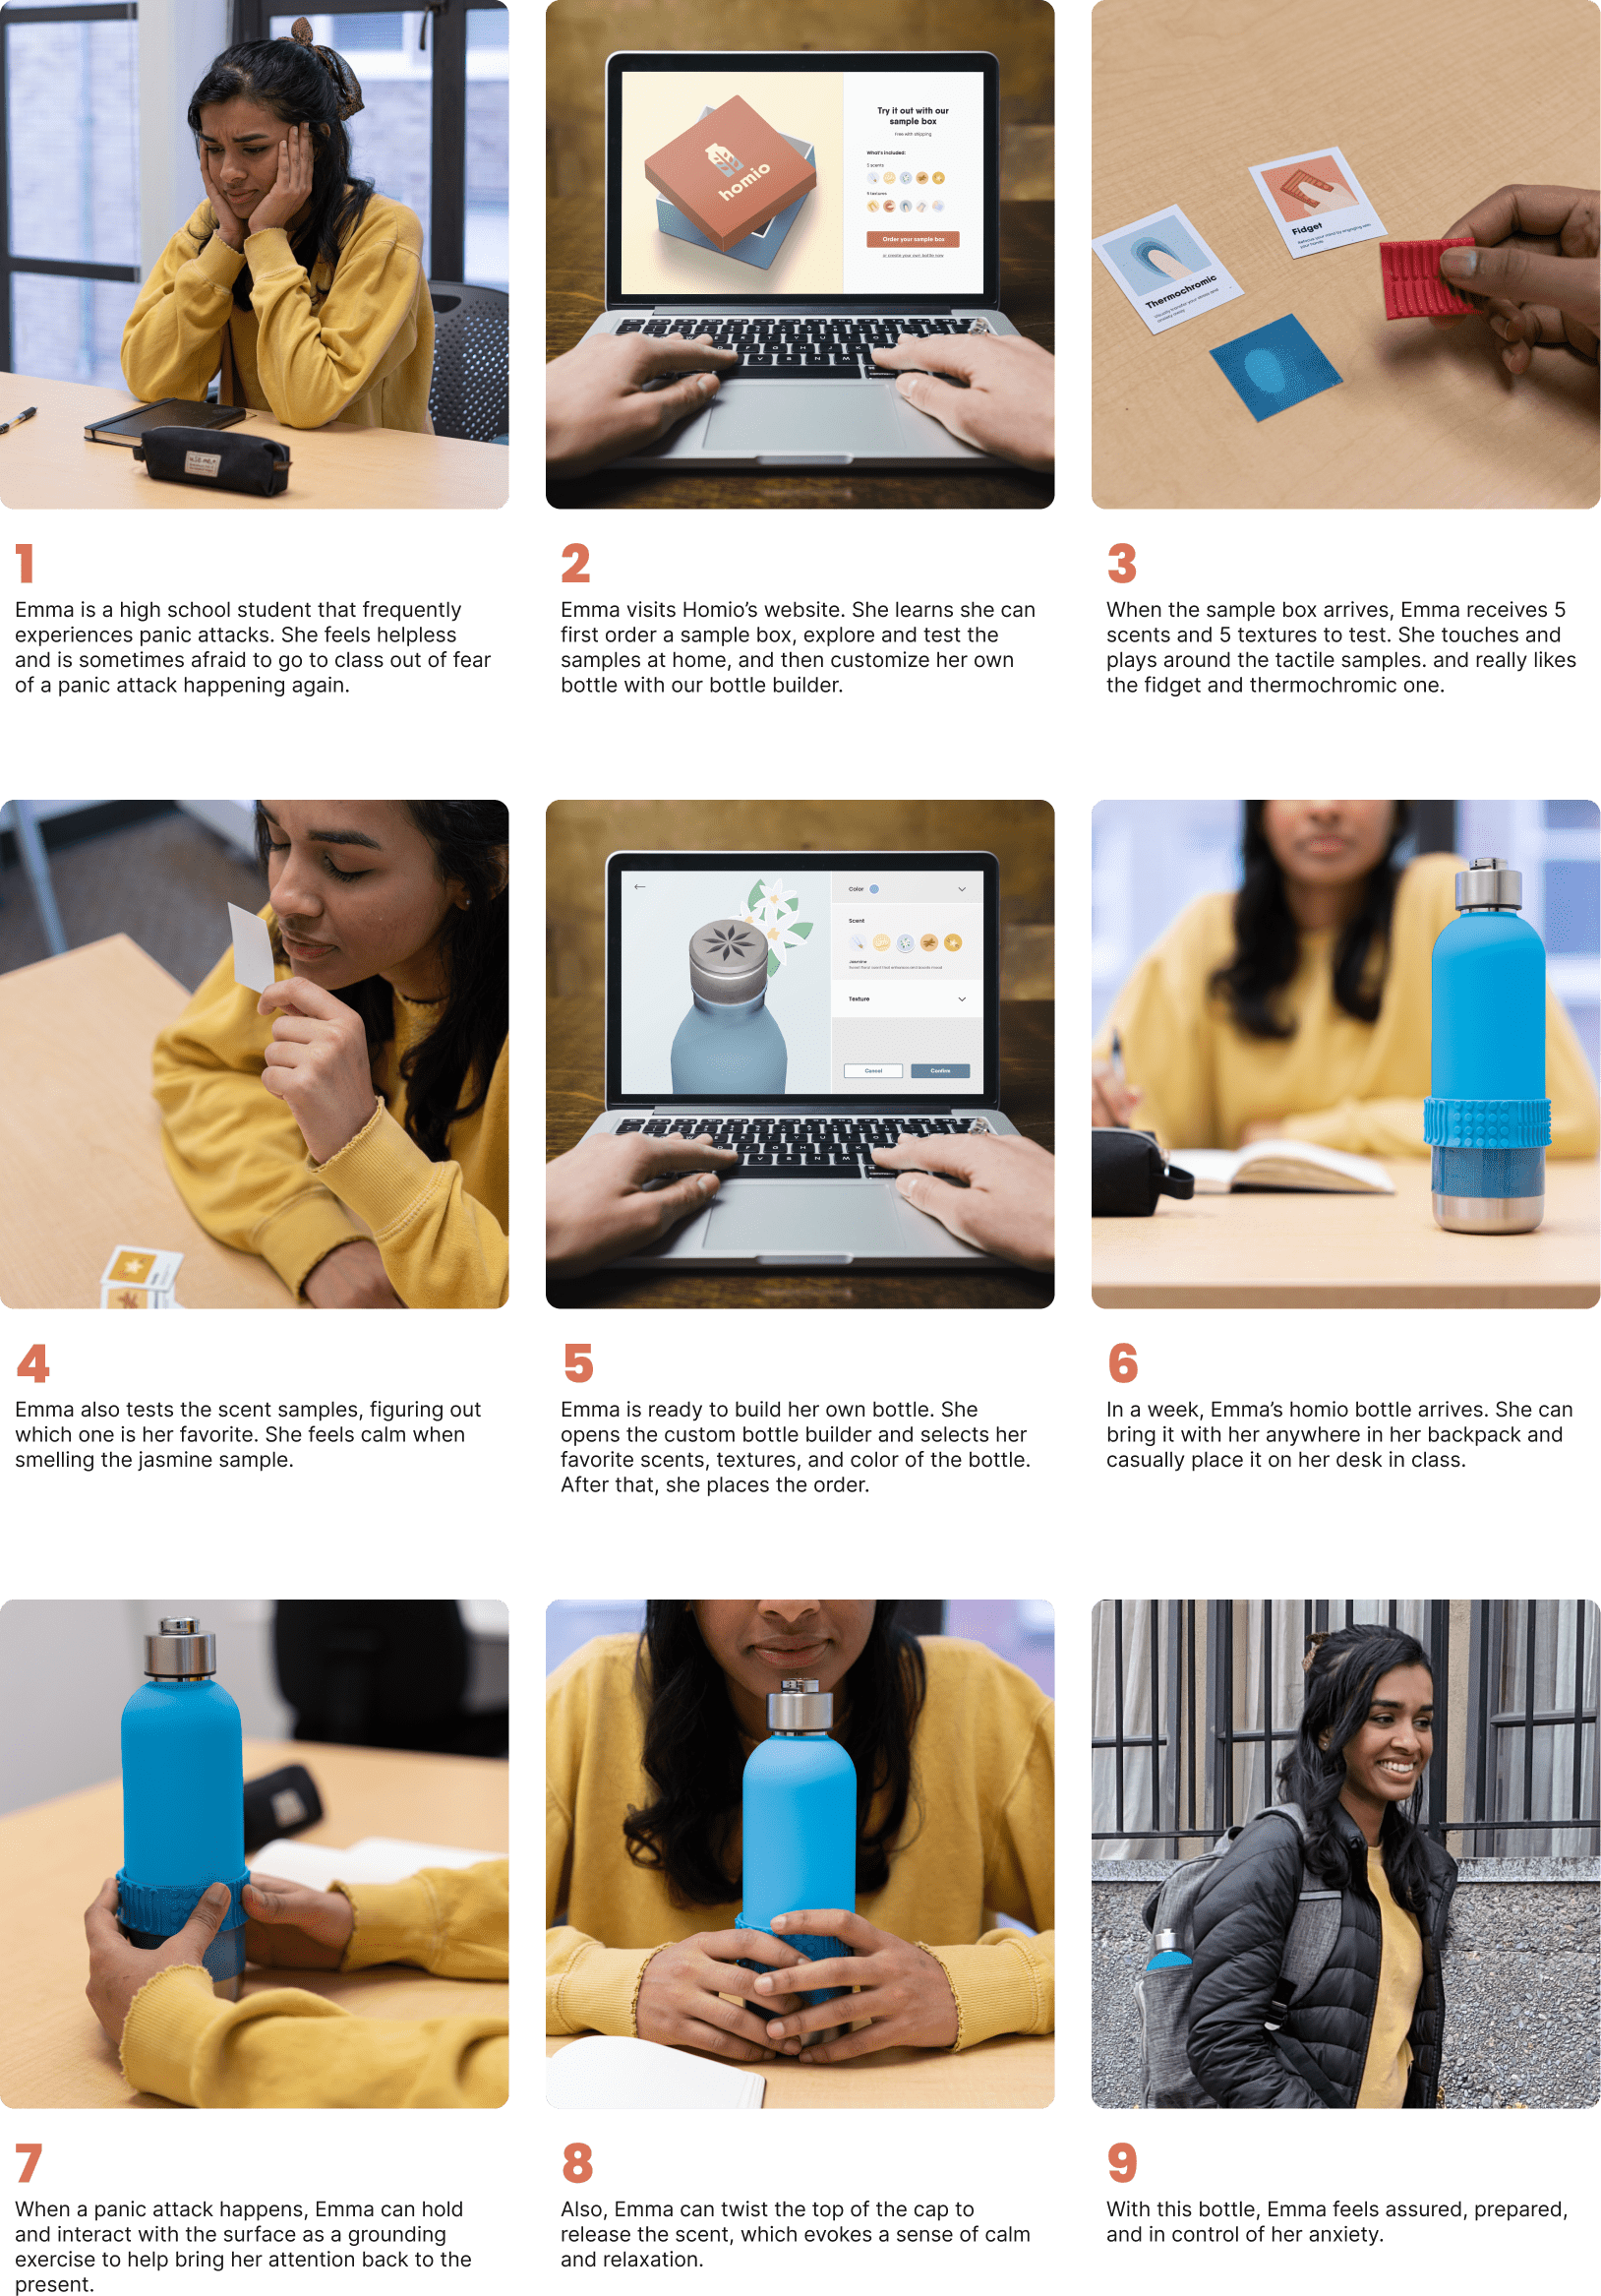 Try it out with our
sample box
Free with shipping
What's included:
5 scents
5 textures
Order your sample box
or create your own bottle now
homio
Thermochromic
Fidget
1
Emma is a high school student that frequently
experiences panic attacks. She feels helpless
and is sometimes afraid to go to class out of fear
of a panic attack happening again.
2
Emma visits Homio’s website. She learns she can
first order a sample box, explore and test the
samples at home, and then customize her own
bottle with our bottle builder.
3
When the sample box arrives, Emma receives 5
scents and 5 textures to test. She touches and
plays around the tactile samples. and really likes
the fidget and thermochromic one.
Color
Scent
Jasmine
Texture
Cancel
Confirm
4
Emma also tests the scent samples, figuring out
which one is her favorite. She feels calm when
smelling the jasmine sample.
5
Emma is ready to build her own bottle. She
opens the custom bottle builder and selects her
favorite scents, textures, and color of the bottle.
After that, she places the order.
6
In a week, Emma’s homio bottle arrives. She can
bring it with her anywhere in her backpack and
casually place it on her desk in class.
7
When a panic attack happens, Emma can hold
and interact with the surface as a grounding
exercise to help bring her attention back to the
present.
8
Also, Emma can twist the top of the cap to
release the scent, which evokes a sense of calm
and relaxation.
9
With this bottle, Emma feels assured, prepared,
and in control of her anxiety.